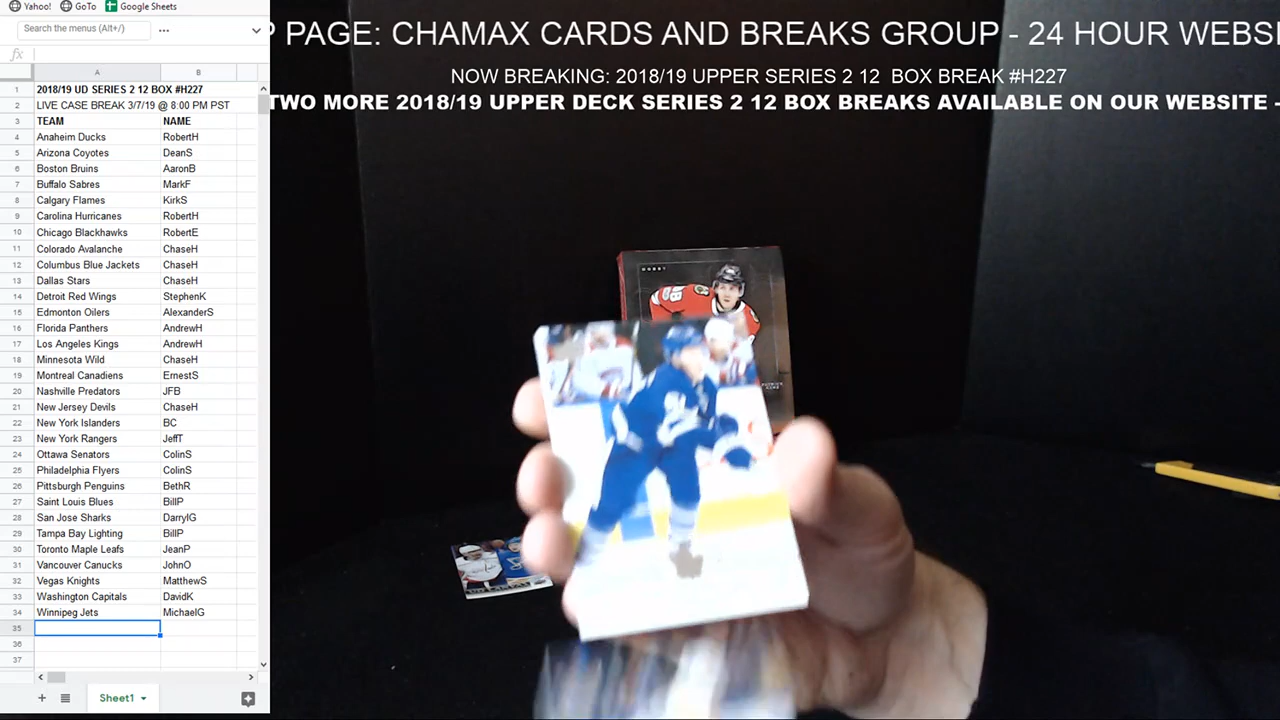 Yahoo!
GoTo
Google Sheets
Search the menus (Alt+/)
fx
A B
1 2018/19 UD SERIES 2 12 BOX #H227
2 LIVE CASE BREAK 3/7/19 @ 8:00 PM PST
3 TEAM NAME
4 Anaheim Ducks RobertH
5 Arizona Coyotes DeanS
6 Boston Bruins AaronB
7 Buffalo Sabres MarkF
8 Calgary Flames KirkS
9 Carolina Hurricanes RobertH
10 Chicago Blackhawks RobertE
11 Colorado Avalanche ChaseH
12 Columbus Blue Jackets ChaseH
13 Dallas Stars ChaseH
14 Detroit Red Wings StephenK
15 Edmonton Oilers AlexanderS
16 Florida Panthers AndrewH
17 Los Angeles Kings AndrewH
18 Minnesota Wild ChaseH
19 Montreal Canadiens ErnestS
20 Nashville Predators JFB
21 New Jersey Devils ChaseH
22 New York Islanders BC
23 New York Rangers JeffT
24 Ottawa Senators ColinS
25 Philadelphia Flyers ColinS
26 Pittsburgh Penguins BethR
27 Saint Louis Blues BillP
28 San Jose Sharks DarrylG
29 Tampa Bay Lighting BillP
30 Toronto Maple Leafs JeanP
31 Vancouver Canucks JohnO
32 Vegas Knights MatthewS
33 Washington Capitals DavidK
34 Winnipeg Jets MichaelG
35
36
37
Sheet1
P PAGE: CHAMAX CARDS AND BREAKS GROUP - 24 HOUR WEBSI
NOW BREAKING: 2018/19 UPPER SERIES 2 12 BOX BREAK #H227
TWO MORE 2018/19 UPPER DECK SERIES 2 12 BOX BREAKS AVAILABLE ON OUR WEBSITE -